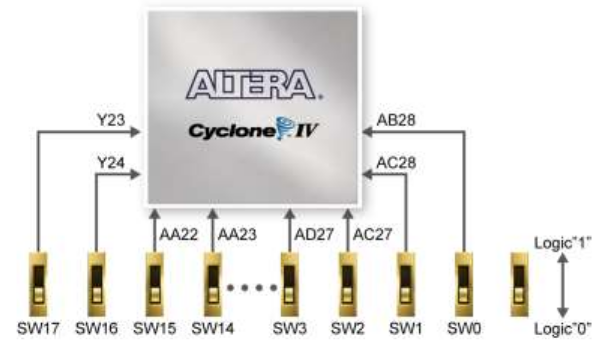 ALTERA.
Cyclone IV
Y23
AB28
Y24
AC28
AA22 AA23 AD27 AC27
Logic"1"
SW17 SW16 SW15 SW14 SW3 SW2 SW1 SW0 Logic"0"